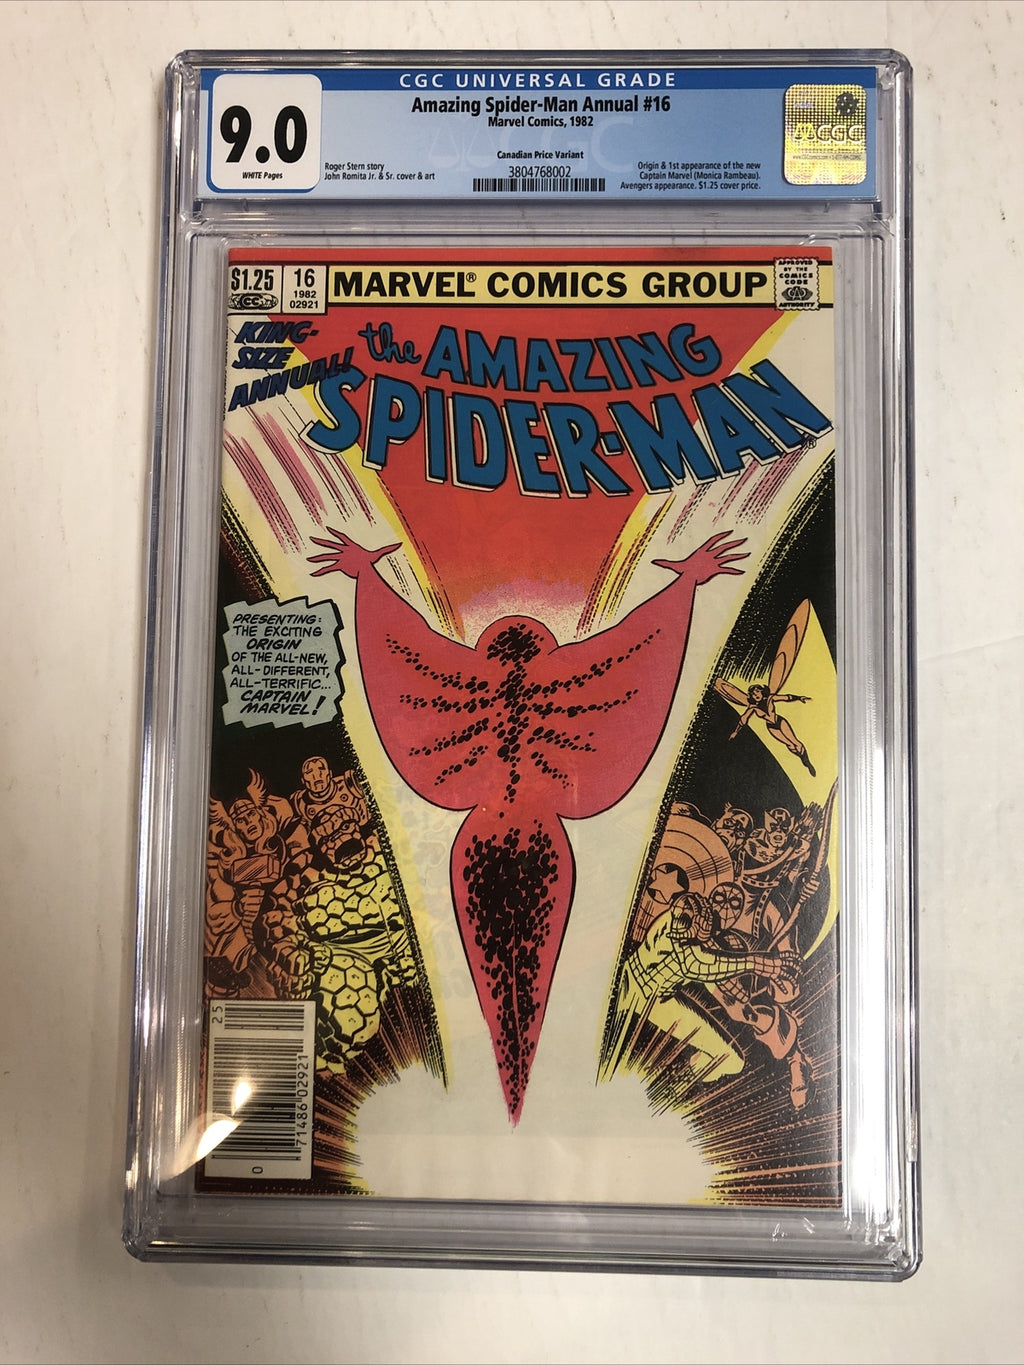 CGC UNIVERSAL GRADE
9.0
WHITE Pages
Amazing Spider-Man Annual #16
Marvel Comics, 1982
Canadian Price Variant
3804768002
Roger Stern story
John Romita Jr. & Sr. cover & art
Origin & 1st appearance of the new
Captain Marvel (Monica Rambeau).
Avengers appearance. $1.25 cover price.
CGC
$1.25
CC
16
1982
02921
MARVEL® COMICS GROUP
APPROVED
BY THE
COMICS
CODE
CA
AUTHORITY
KING-
SIZE
ANNUAL!
the AMAZING
SPIDER-MAN®
PRESENTING:
THE EXCITING
ORIGIN
OF THE ALL-NEW,
ALL-DIFFERENT,
ALL-TERRIFIC...
CAPTAIN
MARVEL!
25
0 71486 02921